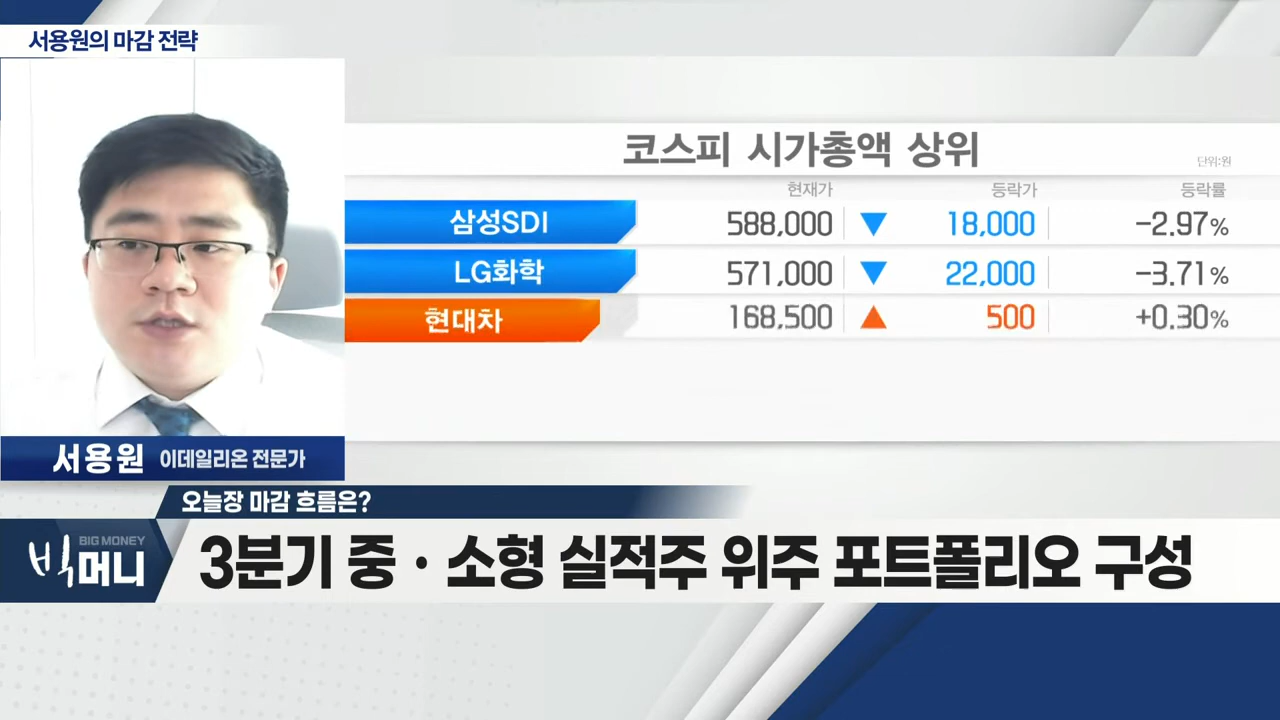 서용원의 마감 전략
코스피 시가총액 상위
단위:원
현재가 등락가 등락률
삼성SDI 588,000 ▼ 18,000 -2.97%
LG화학 571,000 ▼ 22,000 -3.71%
현대차 168,500 ▲ 500 +0.30%
서용원 이데일리온 전문가
오늘장 마감 흐름은?
BIG MONEY
빅머니
3분기 중·소형 실적주 위주 포트폴리오 구성